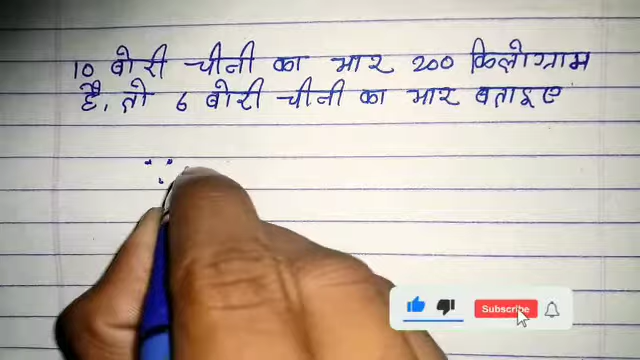 10 बोरी चीनी का भार 200 किलोग्राम
है, तो 6 बोरी चीनी का भार बताइए
Subscribe